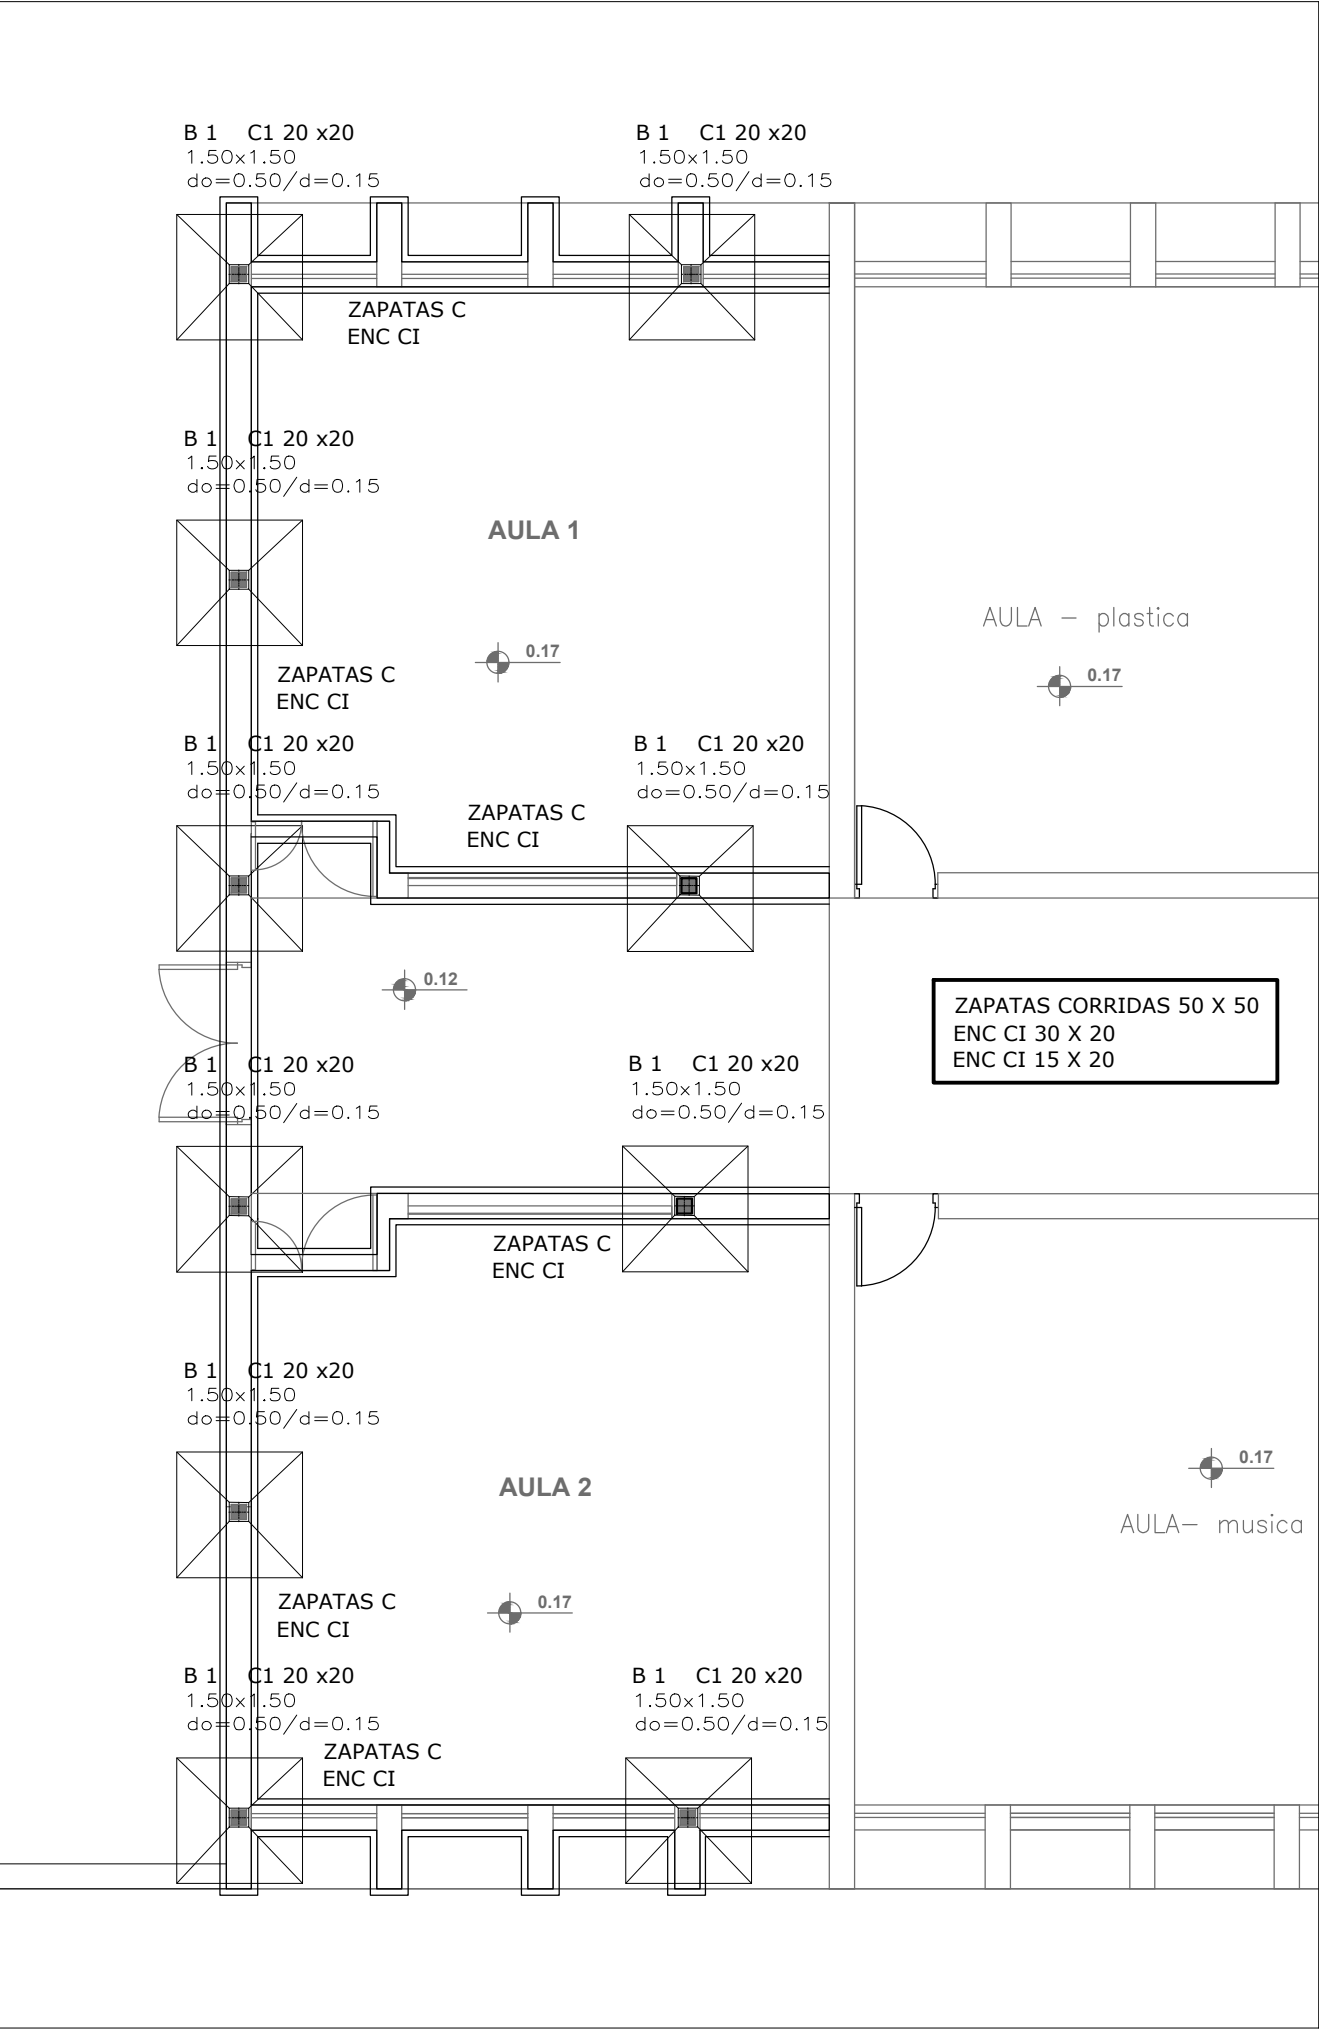 B 1 C1 20 x20
1.50x1.50
do=0.50/d=0.15
B 1 C1 20 x20
1.50x1.50
do=0.50/d=0.15
ZAPATAS C
ENC CI
B 1 C1 20 x20
1.50x1.50
do=0.50/d=0.15
AULA 1
AULA - plastica
0.17
0.17
ZAPATAS C
ENC CI
B 1 C1 20 x20
1.50x1.50
do=0.50/d=0.15
B 1 C1 20 x20
1.50x1.50
do=0.50/d=0.15
ZAPATAS C
ENC CI
0.12
ZAPATAS CORRIDAS 50 X 50
ENC CI 30 X 20
ENC CI 15 X 20
B 1 C1 20 x20
1.50x1.50
do=0.50/d=0.15
B 1 C1 20 x20
1.50x1.50
do=0.50/d=0.15
ZAPATAS C
ENC CI
B 1 C1 20 x20
1.50x1.50
do=0.50/d=0.15
0.17
AULA 2
AULA- musica
ZAPATAS C
ENC CI
0.17
B 1 C1 20 x20
1.50x1.50
do=0.50/d=0.15
B 1 C1 20 x20
1.50x1.50
do=0.50/d=0.15
ZAPATAS C
ENC CI